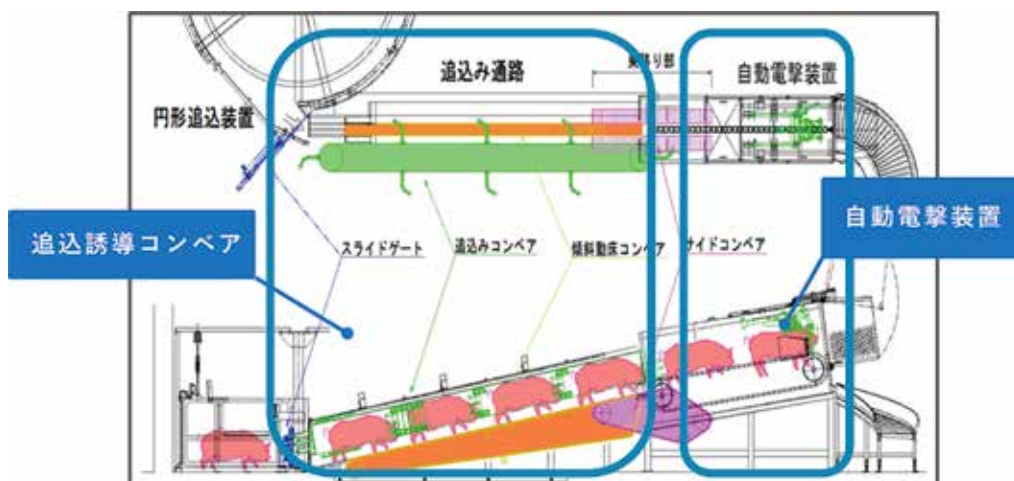 追込み通路
自動電撃装置
円形追込装置
追込誘導コンベア
自動電撃装置
スライドゲート
追込みコンベア
傾斜動床コンベア
サイドコンベア